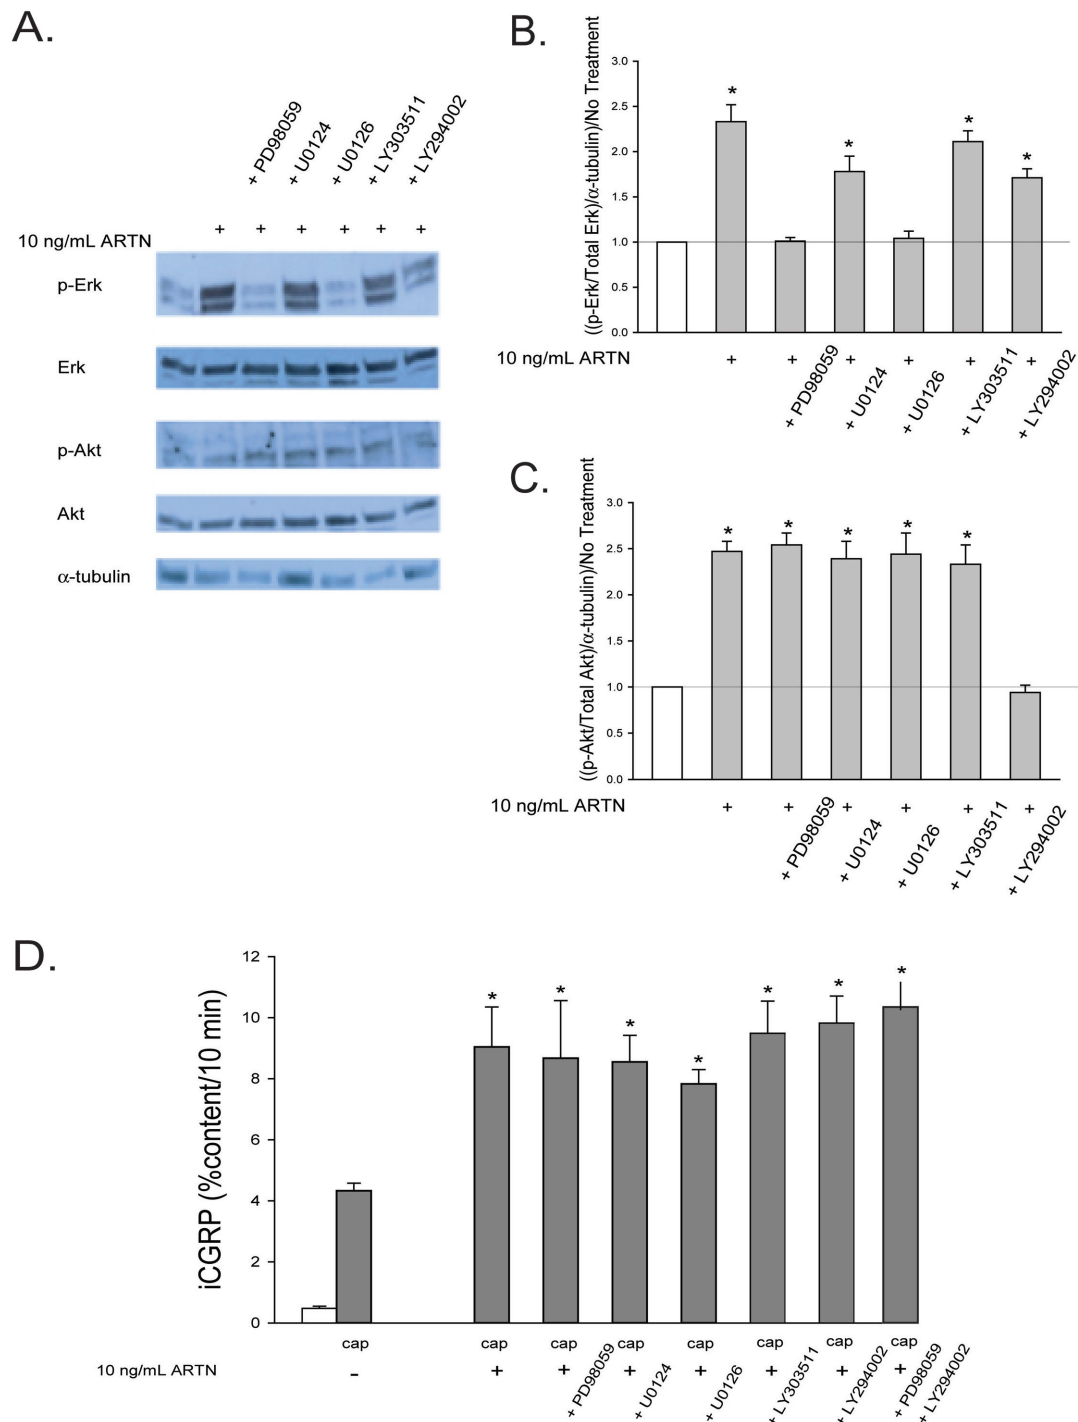 A.
+ PD98059
+ U0124
+ U0126
+ LY303511
+ LY294002
10 ng/mL ARTN + + + + + +
p-Erk
Erk
p-Akt
Akt
α-tubulin
B.
((p-Erk/Total Erk)/α-tubulin)/No Treatment
3.0
2.5
2.0
1.5
1.0
0.5
0.0
* * * *
10 ng/mL ARTN + + + + + +
+ PD98059
+ U0124
+ U0126
+ LY303511
+ LY294002
C.
((p-Akt/Total Akt)/α-tubulin)/No Treatment
3.0
2.5
2.0
1.5
1.0
0.5
0.0
* * * * *
10 ng/mL ARTN + + + + + +
+ PD98059
+ U0124
+ U0126
+ LY303511
+ LY294002
D.
iCGRP (%content/10 min)
12
10
8
6
4
2
0
* * * * * * *
cap cap cap cap cap cap cap cap
10 ng/mL ARTN - + + + + + + +
+ PD98059
+ U0124
+ U0126
+ LY303511
+ LY294002
+ PD98059
+ LY294002